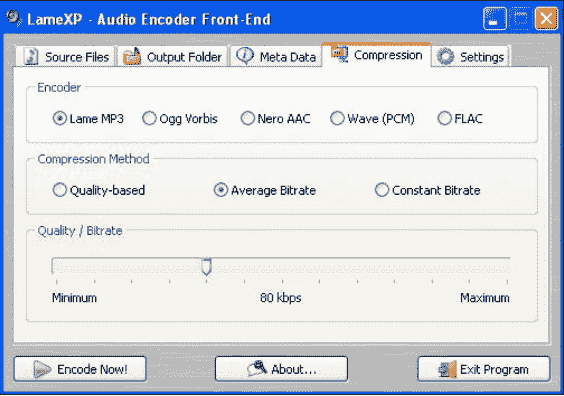 LameXP - Audio Encoder Front-End
Source Files Output Folder Meta Data Compression Settings
Encoder
Lame MP3 Ogg Vorbis Nero AAC Wave (PCM) FLAC
Compression Method
Quality-based Average Bitrate Constant Bitrate
Quality / Bitrate
Minimum 80 kbps Maximum
Encode Now! About... Exit Program